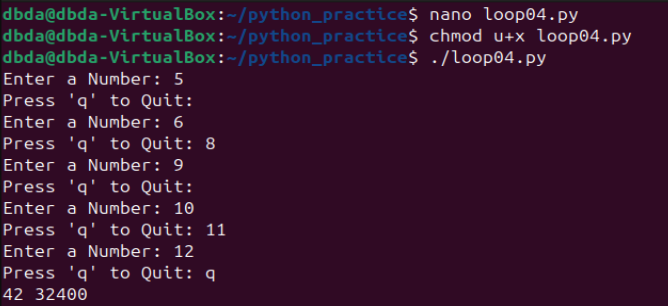 dbda@dbda-VirtualBox:~/python_practice$ nano loop04.py
dbda@dbda-VirtualBox:~/python_practice$ chmod u+x loop04.py
dbda@dbda-VirtualBox:~/python_practice$ ./loop04.py
Enter a Number: 5
Press 'q' to Quit:
Enter a Number: 6
Press 'q' to Quit: 8
Enter a Number: 9
Press 'q' to Quit:
Enter a Number: 10
Press 'q' to Quit: 11
Enter a Number: 12
Press 'q' to Quit: q
42 32400